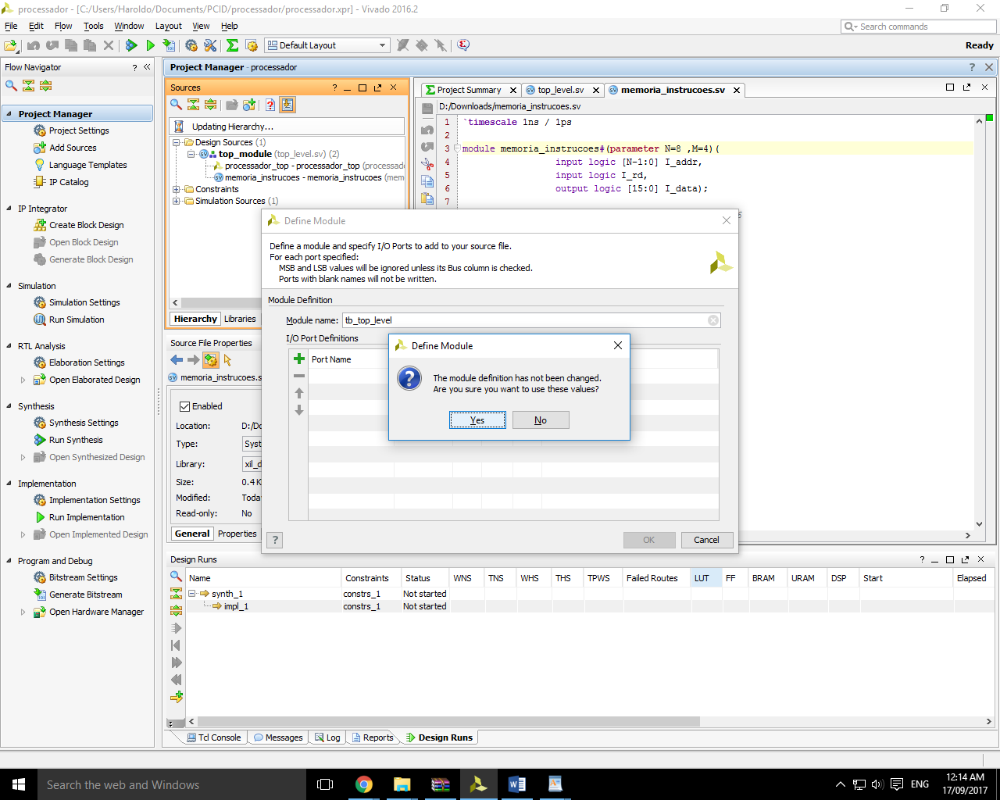 processador - [C:/Users/Haroldo/Documents/PCID/processador/processador.xpr] - Vivado 2016.2
File Edit Flow Tools Window Layout View Help
Search commands
Default Layout
Ready
Flow Navigator
Project Manager - processador
Project Manager
Project Settings
Add Sources
Language Templates
IP Catalog
IP Integrator
Create Block Design
Open Block Design
Generate Block Design
Simulation
Simulation Settings
Run Simulation
RTL Analysis
Elaboration Settings
Open Elaborated Design
Synthesis
Synthesis Settings
Run Synthesis
Open Synthesized Design
Implementation
Implementation Settings
Run Implementation
Open Implemented Design
Program and Debug
Bitstream Settings
Generate Bitstream
Open Hardware Manager
Sources
Updating Hierarchy...
Design Sources (1)
top_module (top_level.sv) (2)
processador_top - processador_top (processad
memoria_instrucoes - memoria_instrucoes (mem
Constraints
Simulation Sources (1)
Hierarchy Libraries
Source File Properties
memoria_instrucoes.s
Enabled
Location: D:/Do
Type: Syst
Library: xil_d
Size: 0.4 K
Modified: Toda
Read-only: No
General Properties
Project Summary top_level.sv memoria_instrucoes.sv
D:/Downloads/memoria_instrucoes.sv
1 `timescale 1ns / 1ps
2
3 module memoria_instrucoes#(parameter N=8 ,M=4)(
4 input logic [N-1:0] I_addr,
5 input logic I_rd,
6 output logic [15:0] I_data);
7
Define Module
Define a module and specify I/O Ports to add to your source file.
For each port specified:
MSB and LSB values will be ignored unless its Bus column is checked.
Ports with blank names will not be written.
Module Definition
Module name: tb_top_level
I/O Port Definitions
Port Name
OK Cancel
Define Module
The module definition has not been changed.
Are you sure you want to use these values?
Yes No
Design Runs
Name Constraints Status WNS TNS WHS THS TPWS Failed Routes LUT FF BRAM URAM DSP Start Elapsed
synth_1 constrs_1 Not started
impl_1 constrs_1 Not started
Tcl Console Messages Log Reports Design Runs
Search the web and Windows
ENG
12:14 AM
17/09/2017